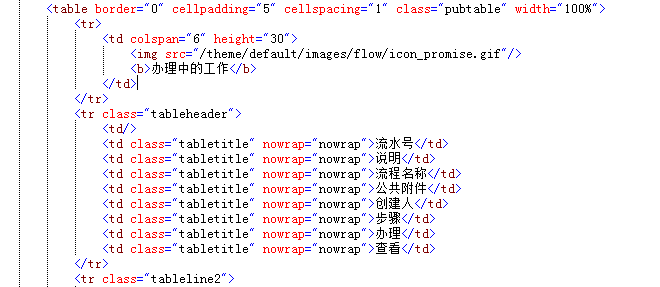 <table border="0" cellpadding="5" cellspacing="1" class="pubtable" width="100%">
<tr>
<td colspan="6" height="30">
<img src="/theme/default/images/flow/icon_promise.gif"/>
<b>办理中的工作</b>
</td>
</tr>
<tr class="tableheader">
<td/>
<td class="tabletitle" nowrap="nowrap">流水号</td>
<td class="tabletitle" nowrap="nowrap">说明</td>
<td class="tabletitle" nowrap="nowrap">流程名称</td>
<td class="tabletitle" nowrap="nowrap">公共附件</td>
<td class="tabletitle" nowrap="nowrap">创建人</td>
<td class="tabletitle" nowrap="nowrap">步骤</td>
<td class="tabletitle" nowrap="nowrap">办理</td>
<td class="tabletitle" nowrap="nowrap">查看</td>
</tr>
<tr class="tableline2">